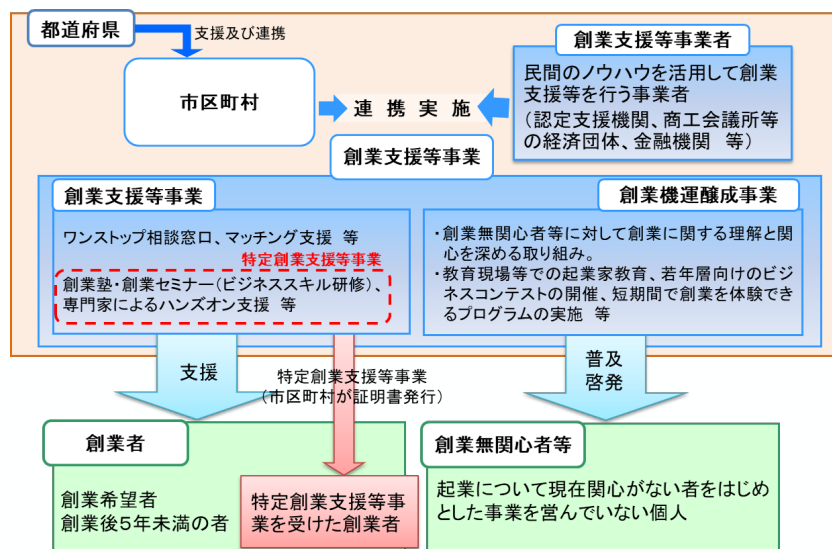 都道府県
支援及び連携
市区町村
連携実施
創業支援等事業者
民間のノウハウを活用して創業
支援等を行う事業者
（認定支援機関、商工会議所等
の経済団体、金融機関　等）
創業支援等事業
創業支援等事業
ワンストップ相談窓口、マッチング支援　等
特定創業支援等事業
創業塾・創業セミナー（ビジネススキル研修）、
専門家によるハンズオン支援　等
創業機運醸成事業
・創業無関心者等に対して創業に関する理解と関
心を深める取り組み。
・教育現場等での起業家教育、若年層向けのビジ
ネスコンテストの開催、短期間で創業を体験でき
るプログラムの実施　等
支援
特定創業支援等事業
（市区町村が証明書発行）
普及
啓発
創業者
創業希望者
創業後５年未満の者
特定創業支援等事
業を受けた創業者
創業無関心者等
起業について現在関心がない者をはじめ
とした事業を営んでいない個人